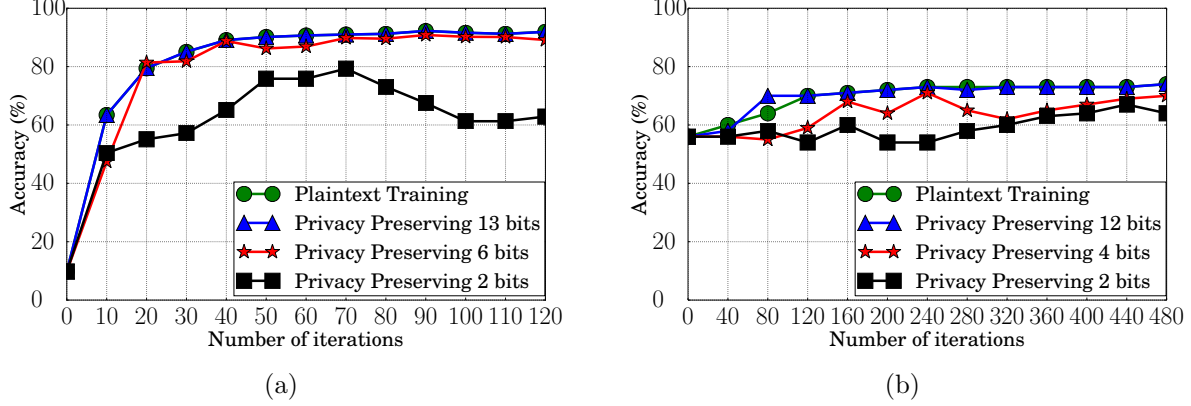 100
80
60
40
20
0
Accuracy (%)
Plaintext Training
Privacy Preserving 13 bits
Privacy Preserving 6 bits
Privacy Preserving 2 bits
0 10 20 30 40 50 60 70 80 90 100 110 120
Number of iterations
(a)
100
80
60
40
20
0
Accuracy (%)
Plaintext Training
Privacy Preserving 12 bits
Privacy Preserving 4 bits
Privacy Preserving 2 bits
0 40 80 120 160 200 240 280 320 360 400 440 480
Number of iterations
(b)